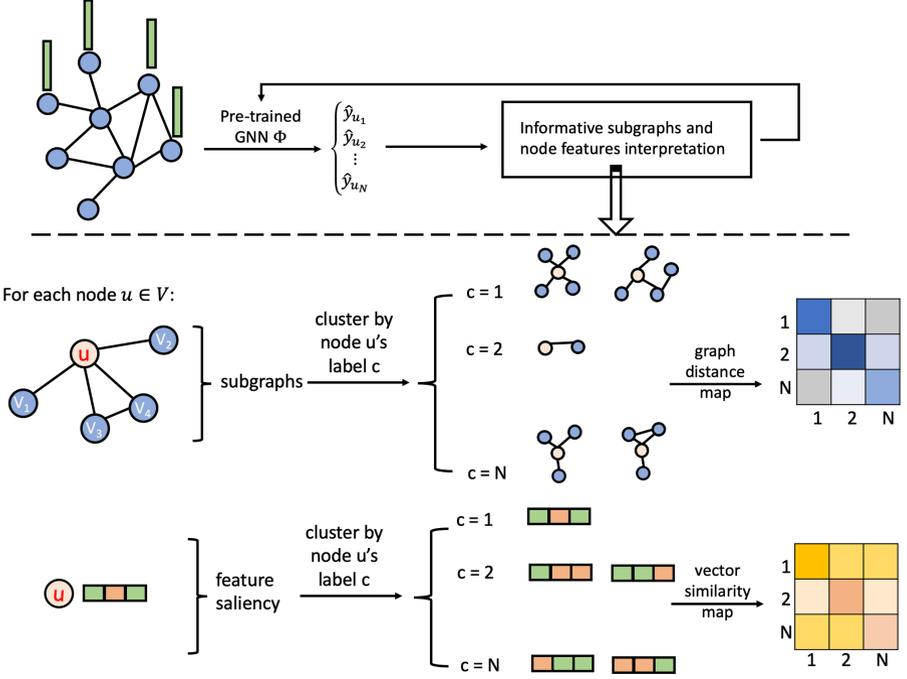 Pre-trained
GNN Φ
ŷ_{u_1}
ŷ_{u_2}
⋮
ŷ_{u_N}
Informative subgraphs and
node features interpretation
For each node u ∈ V:
u
V_2
V_1
V_3
V_4
subgraphs
cluster by
node u’s
label c
c = 1
c = 2
c = N
graph
distance
map
1
2
N
1 2 N
u
feature
saliency
cluster by
node u’s
label c
c = 1
c = 2
c = N
vector
similarity
map
1
2
N
1 2 N